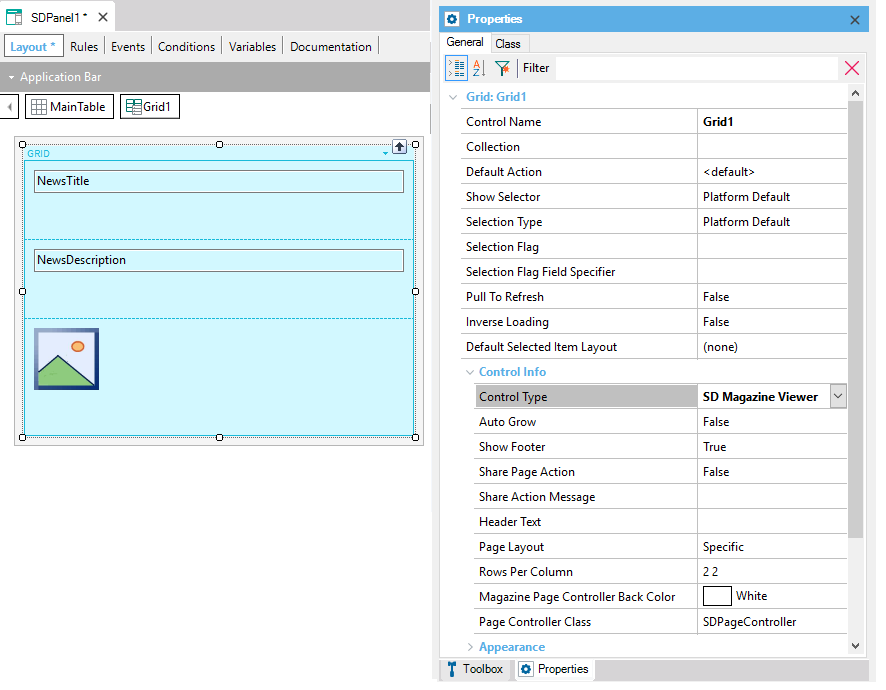 SDPanel1 *
Layout * Rules Events Conditions Variables Documentation
Application Bar
MainTable Grid1
GRID
NewsTitle
NewsDescription
Properties
General Class
A Z Filter
Grid: Grid1
Control Name Grid1
Collection
Default Action <default>
Show Selector Platform Default
Selection Type Platform Default
Selection Flag
Selection Flag Field Specifier
Pull To Refresh False
Inverse Loading False
Default Selected Item Layout (none)
Control Info
Control Type SD Magazine Viewer
Auto Grow False
Show Footer True
Share Page Action False
Share Action Message
Header Text
Page Layout Specific
Rows Per Column 2 2
Magazine Page Controller Back Color White
Page Controller Class SDPageController
Appearance
Toolbox Properties